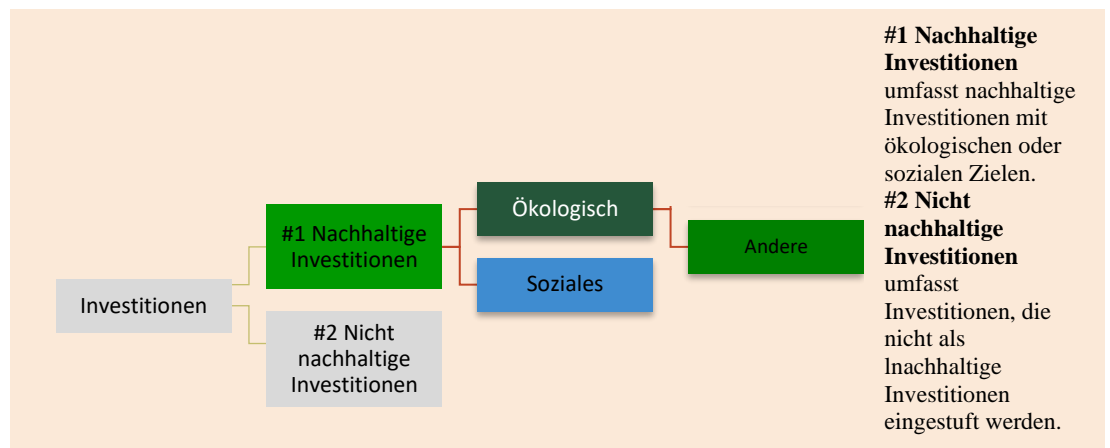 Investitionen
#1 Nachhaltige
Investitionen
#2 Nicht
nachhaltige
Investitionen
Ökologisch
Soziales
Andere
#1 Nachhaltige
Investitionen
umfasst nachhaltige
Investitionen mit
ökologischen oder
sozialen Zielen.
#2 Nicht
nachhaltige
Investitionen
umfasst
Investitionen, die
nicht als
lnachhaltige
Investitionen
eingestuft werden.